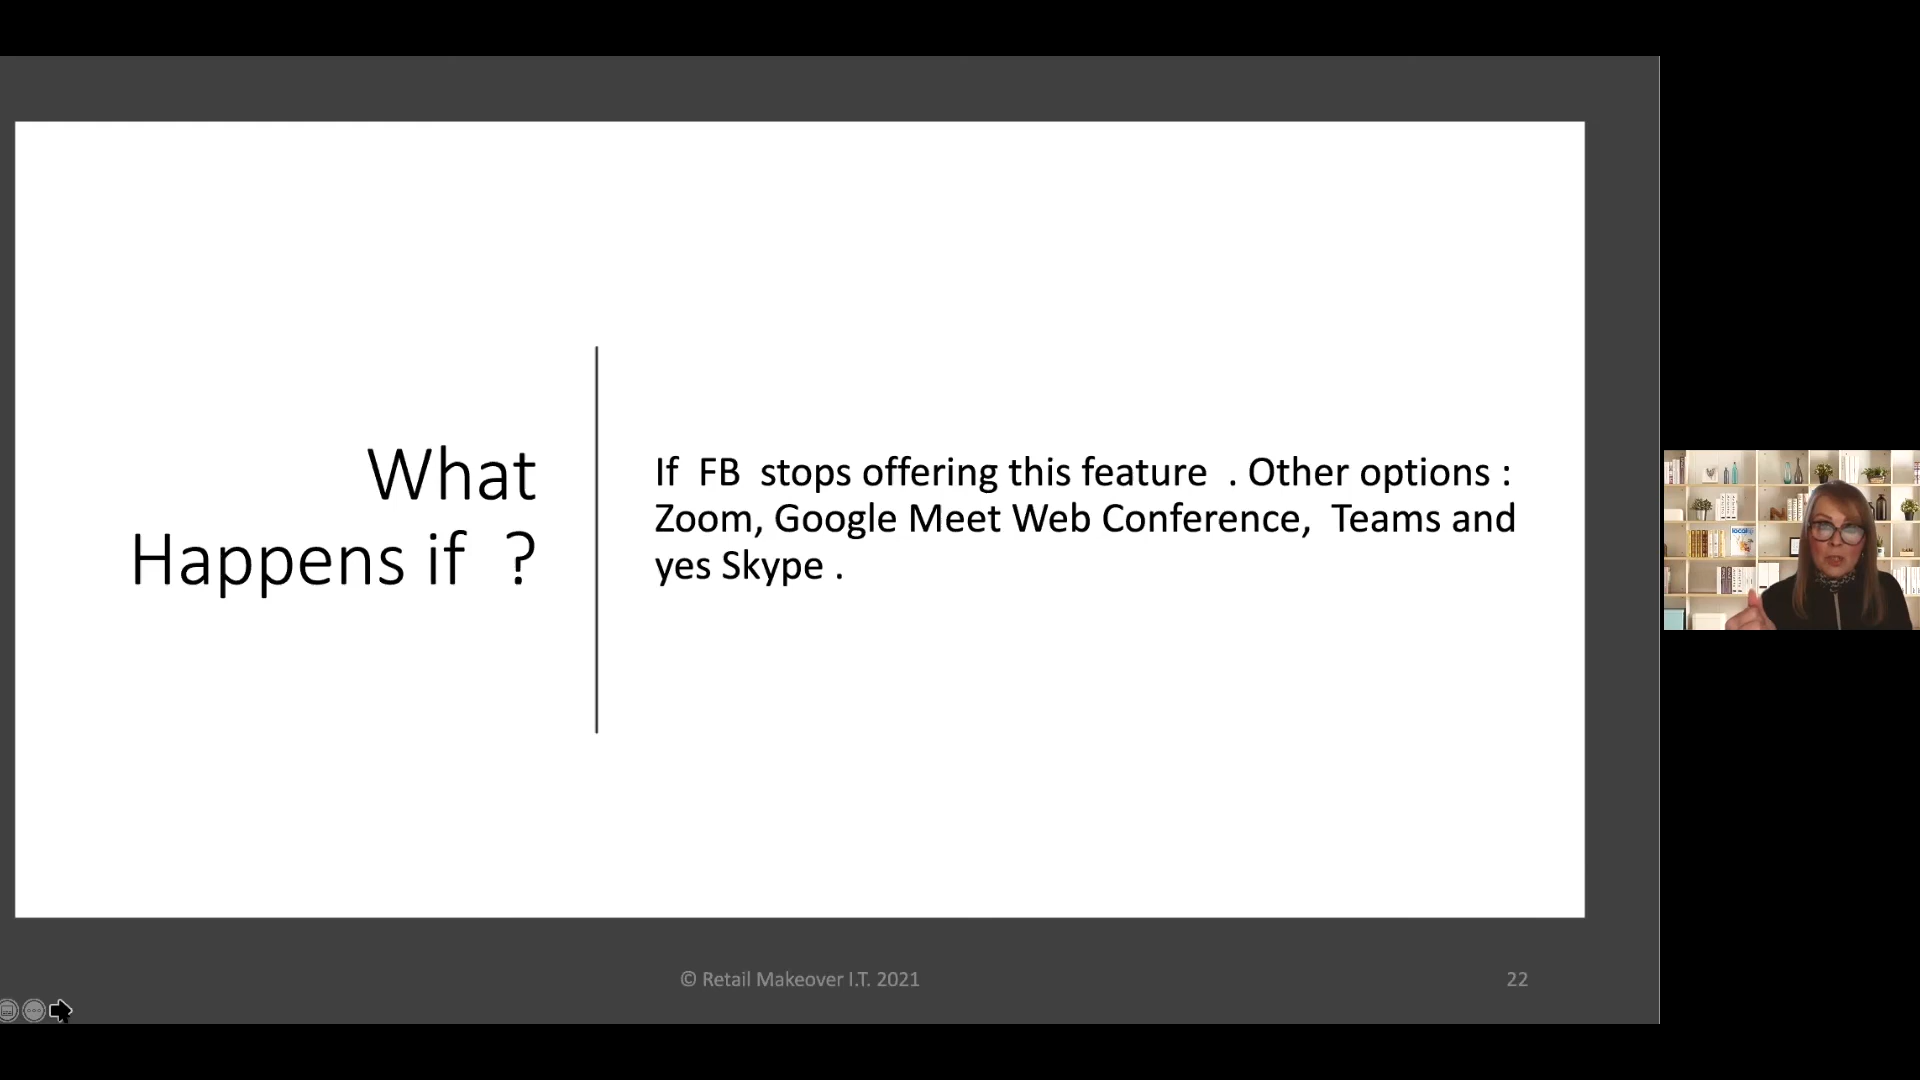 What
Happens if ?
If FB stops offering this feature . Other options :
Zoom, Google Meet Web Conference, Teams and
yes Skype .
© Retail Makeover I.T. 2021
22
local